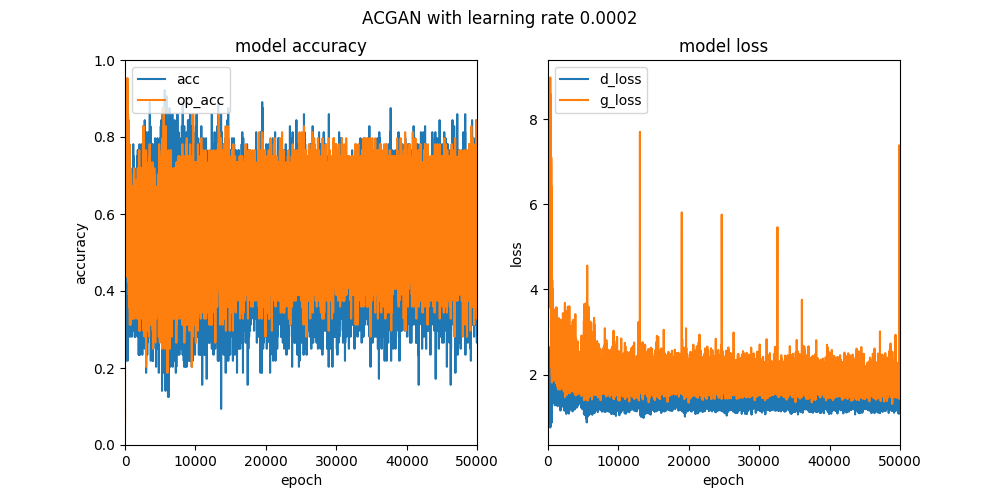 ACGAN with learning rate 0.0002
model accuracy
acc
op_acc
accuracy
1.0
0.8
0.6
0.4
0.2
0.0
0 10000 20000 30000 40000 50000
epoch
model loss
d_loss
g_loss
loss
8
6
4
2
0 10000 20000 30000 40000 50000
epoch